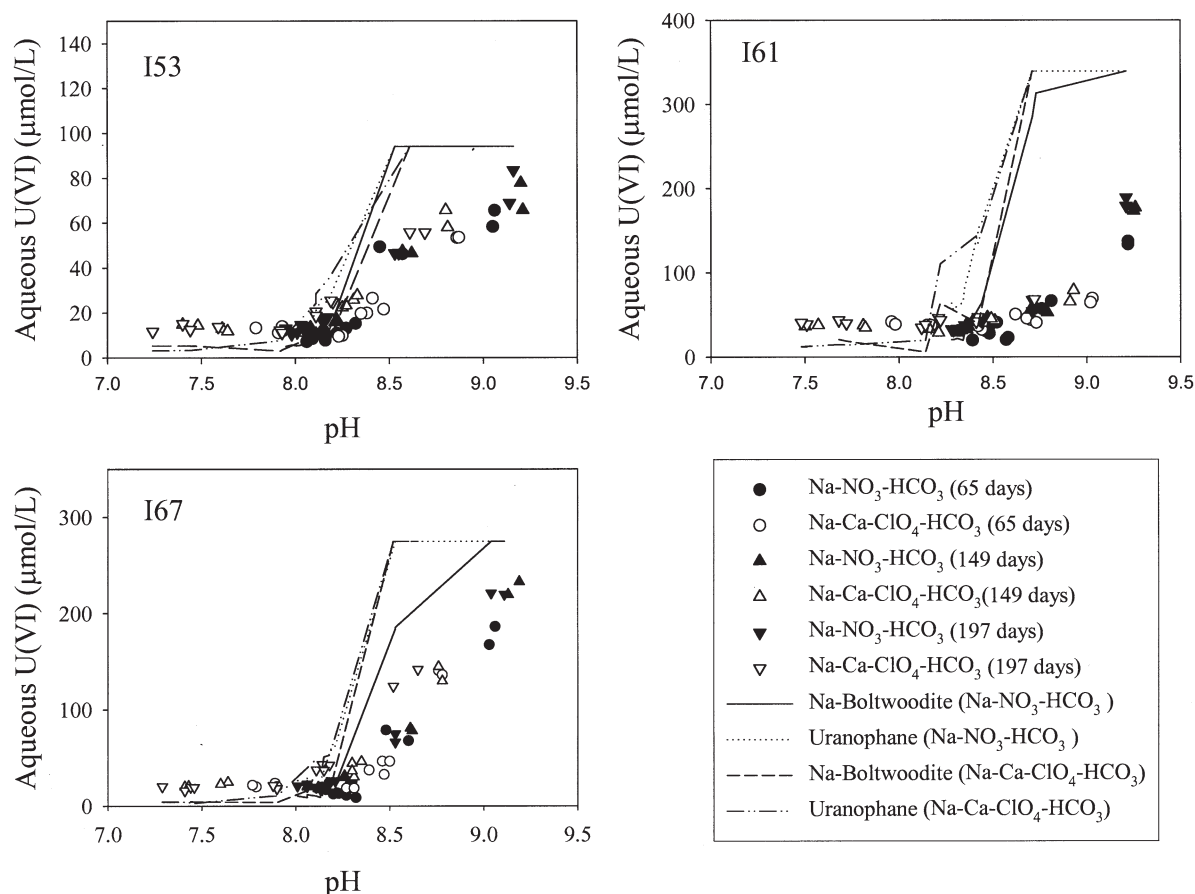 I53
Aqueous U(VI) (μmol/L)
140
120
100
80
60
40
20
0
7.0 7.5 8.0 8.5 9.0 9.5
pH
I61
Aqueous U(VI) (μmol/L)
400
300
200
100
0
7.0 7.5 8.0 8.5 9.0 9.5
pH
I67
Aqueous U(VI) (μmol/L)
300
200
100
0
7.0 7.5 8.0 8.5 9.0 9.5
pH
Na-NO₃-HCO₃ (65 days)
Na-Ca-ClO₄-HCO₃ (65 days)
Na-NO₃-HCO₃ (149 days)
Na-Ca-ClO₄-HCO₃(149 days)
Na-NO₃-HCO₃ (197 days)
Na-Ca-ClO₄-HCO₃ (197 days)
Na-Boltwoodite (Na-NO₃-HCO₃ )
Uranophane (Na-NO₃-HCO₃ )
Na-Boltwoodite (Na-Ca-ClO₄-HCO₃)
Uranophane (Na-Ca-ClO₄-HCO₃)